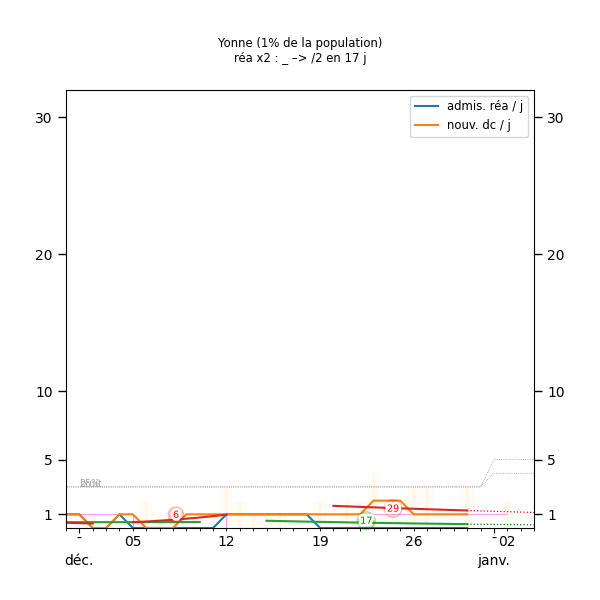 Yonne (1% de la population)
réa x2 : _ –> /2 en 17 j
admis. réa / j
nouv. dc / j
30 30
20 20
10 10
5 5
6
29
17
1 1
- 05 12 19 26 - 02
déc. janv.